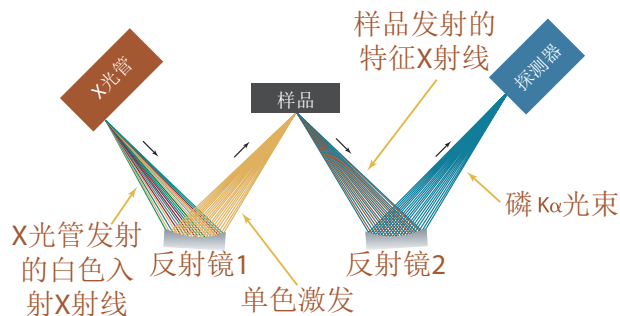 样品发射的
特征X射线
X光管
样品
探测器
磷 Kα光束
X光管发射
的白色入
射X射线
反射镜1
单色激发
反射镜2